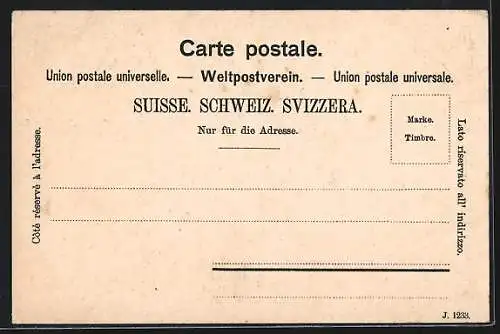 Carte postale.
Union postale universelle. — Weltpostverein. — Union postale universale.
SUISSE. SCHWEIZ. SVIZZERA.
Nur für die Adresse.
Marke.
Timbre.
Côté réservé à l'adresse.
Lato riservato all' indirizzo.
J. 1233.